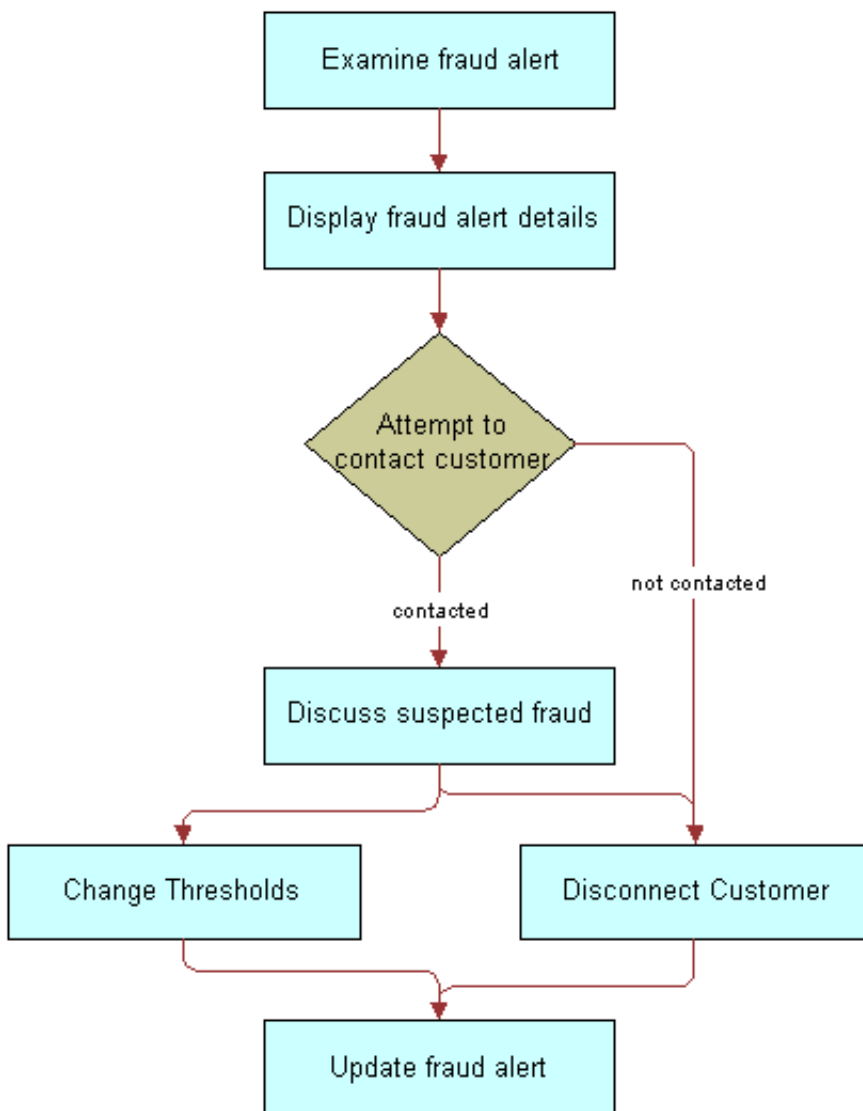 Examine fraud alert
Display fraud alert details
Attempt to
contact customer
not contacted
contacted
Discuss suspected fraud
Change Thresholds
Disconnect Customer
Update fraud alert